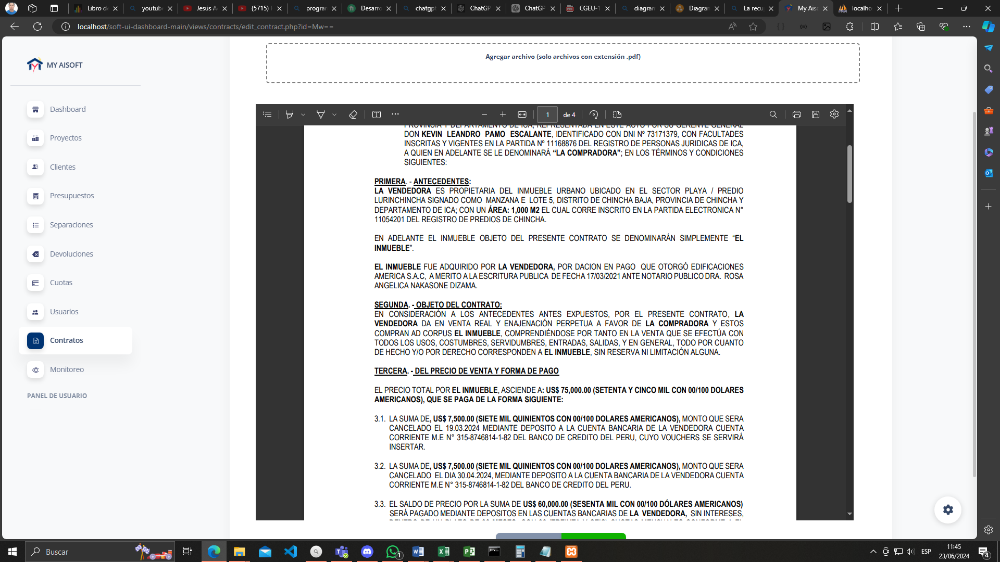 Libro de
youtube
Jesús A
(5715) F
progran
Desarro
chatgpt
ChatGP
ChatGP
CGEU-1
diagran
Diagran
La recu
My Aiso
localho
localhost/soft-ui-dashboard-main/views/contracts/edit_contract.php?id=Mw==
MY AISOFT
Dashboard
Proyectos
Clientes
Presupuestos
Separaciones
Devoluciones
Cuotas
Usuarios
Contratos
Monitoreo
PANEL DE USUARIO
Agregar archivo (solo archivos con extensión .pdf)
1 de 4
PROVINCIA Y DEPARTAMENTO DE ICA, REPRESENTADA EN ESTE ACTO POR SU GERENTE GENERAL
DON KEVIN LEANDRO PAMO ESCALANTE, IDENTIFICADO CON DNI Nº 73171379, CON FACULTADES
INSCRITAS Y VIGENTES EN LA PARTIDA Nº 11168876 DEL REGISTRO DE PERSONAS JURIDICAS DE ICA,
A QUIEN EN ADELANTE SE LE DENOMINARÁ “LA COMPRADORA”; EN LOS TÉRMINOS Y CONDICIONES
SIGUIENTES:
PRIMERA. - ANTECEDENTES:
LA VENDEDORA ES PROPIETARIA DEL INMUEBLE URBANO UBICADO EN EL SECTOR PLAYA / PREDIO
LURINCHINCHA SIGNADO COMO MANZANA E LOTE 5, DISTRITO DE CHINCHA BAJA, PROVINCIA DE CHINCHA Y
DEPARTAMENTO DE ICA; CON UN ÁREA: 1,000 M2 EL CUAL CORRE INSCRITO EN LA PARTIDA ELECTRONICA N°
11054201 DEL REGISTRO DE PREDIOS DE CHINCHA.
EN ADELANTE EL INMUEBLE OBJETO DEL PRESENTE CONTRATO SE DENOMINARÁN SIMPLEMENTE “EL
INMUEBLE”.
EL INMUEBLE FUE ADQUIRIDO POR LA VENDEDORA, POR DACION EN PAGO QUE OTORGÓ EDIFICACIONES
AMERICA S.A.C, A MERITO A LA ESCRITURA PUBLICA DE FECHA 17/03/2021 ANTE NOTARIO PUBLICO DRA. ROSA
ANGELICA NAKASONE DIZAMA.
SEGUNDA. - OBJETO DEL CONTRATO:
EN CONSIDERACIÓN A LOS ANTECEDENTES ANTES EXPUESTOS, POR EL PRESENTE CONTRATO, LA
VENDEDORA DA EN VENTA REAL Y ENAJENACIÓN PERPETUA A FAVOR DE LA COMPRADORA Y ESTOS
COMPRAN AD CORPUS EL INMUEBLE, COMPRENDIÉNDOSE POR TANTO EN LA VENTA QUE SE EFECTÚA CON
TODOS LOS USOS, COSTUMBRES, SERVIDUMBRES, ENTRADAS, SALIDAS, Y EN GENERAL, TODO POR CUANTO
DE HECHO Y/O POR DERECHO CORRESPONDEN A EL INMUEBLE, SIN RESERVA NI LIMITACIÓN ALGUNA.
TERCERA. - DEL PRECIO DE VENTA Y FORMA DE PAGO
EL PRECIO TOTAL POR EL INMUEBLE, ASCIENDE A: US$ 75,000.00 (SETENTA Y CINCO MIL CON 00/100 DOLARES
AMERICANOS), QUE SE PAGA DE LA FORMA SIGUIENTE:
3.1. LA SUMA DE, US$ 7,500.00 (SIETE MIL QUINIENTOS CON 00/100 DOLARES AMERICANOS), MONTO QUE SERA
CANCELADO EL 19.03.2024 MEDIANTE DEPOSITO A LA CUENTA BANCARIA DE LA VENDEDORA CUENTA
CORRIENTE M.E N° 315-8746814-1-82 DEL BANCO DE CREDITO DEL PERU, CUYO VOUCHERS SE SERVIRÁ
INSERTAR.
3.2. LA SUMA DE, US$ 7,500.00 (SIETE MIL QUINIENTOS CON 00/100 DOLARES AMERICANOS), MONTO QUE SERA
CANCELADO EL DIA 30.04.2024, MEDIANTE DEPOSITO A LA CUENTA BANCARIA DE LA VENDEDORA CUENTA
CORRIENTE M.E N° 315-8746814-1-82 DEL BANCO DE CREDITO DEL PERU.
3.3. EL SALDO DE PRECIO POR LA SUMA DE US$ 60,000.00 (SESENTA MIL CON 00/100 DÓLARES AMERICANOS)
SERÁ PAGADO MEDIANTE DEPOSITOS EN LAS CUENTAS BANCARIAS DE LA VENDEDORA, SIN INTERESES,
Buscar
1
ESP
11:45
23/06/2024
4